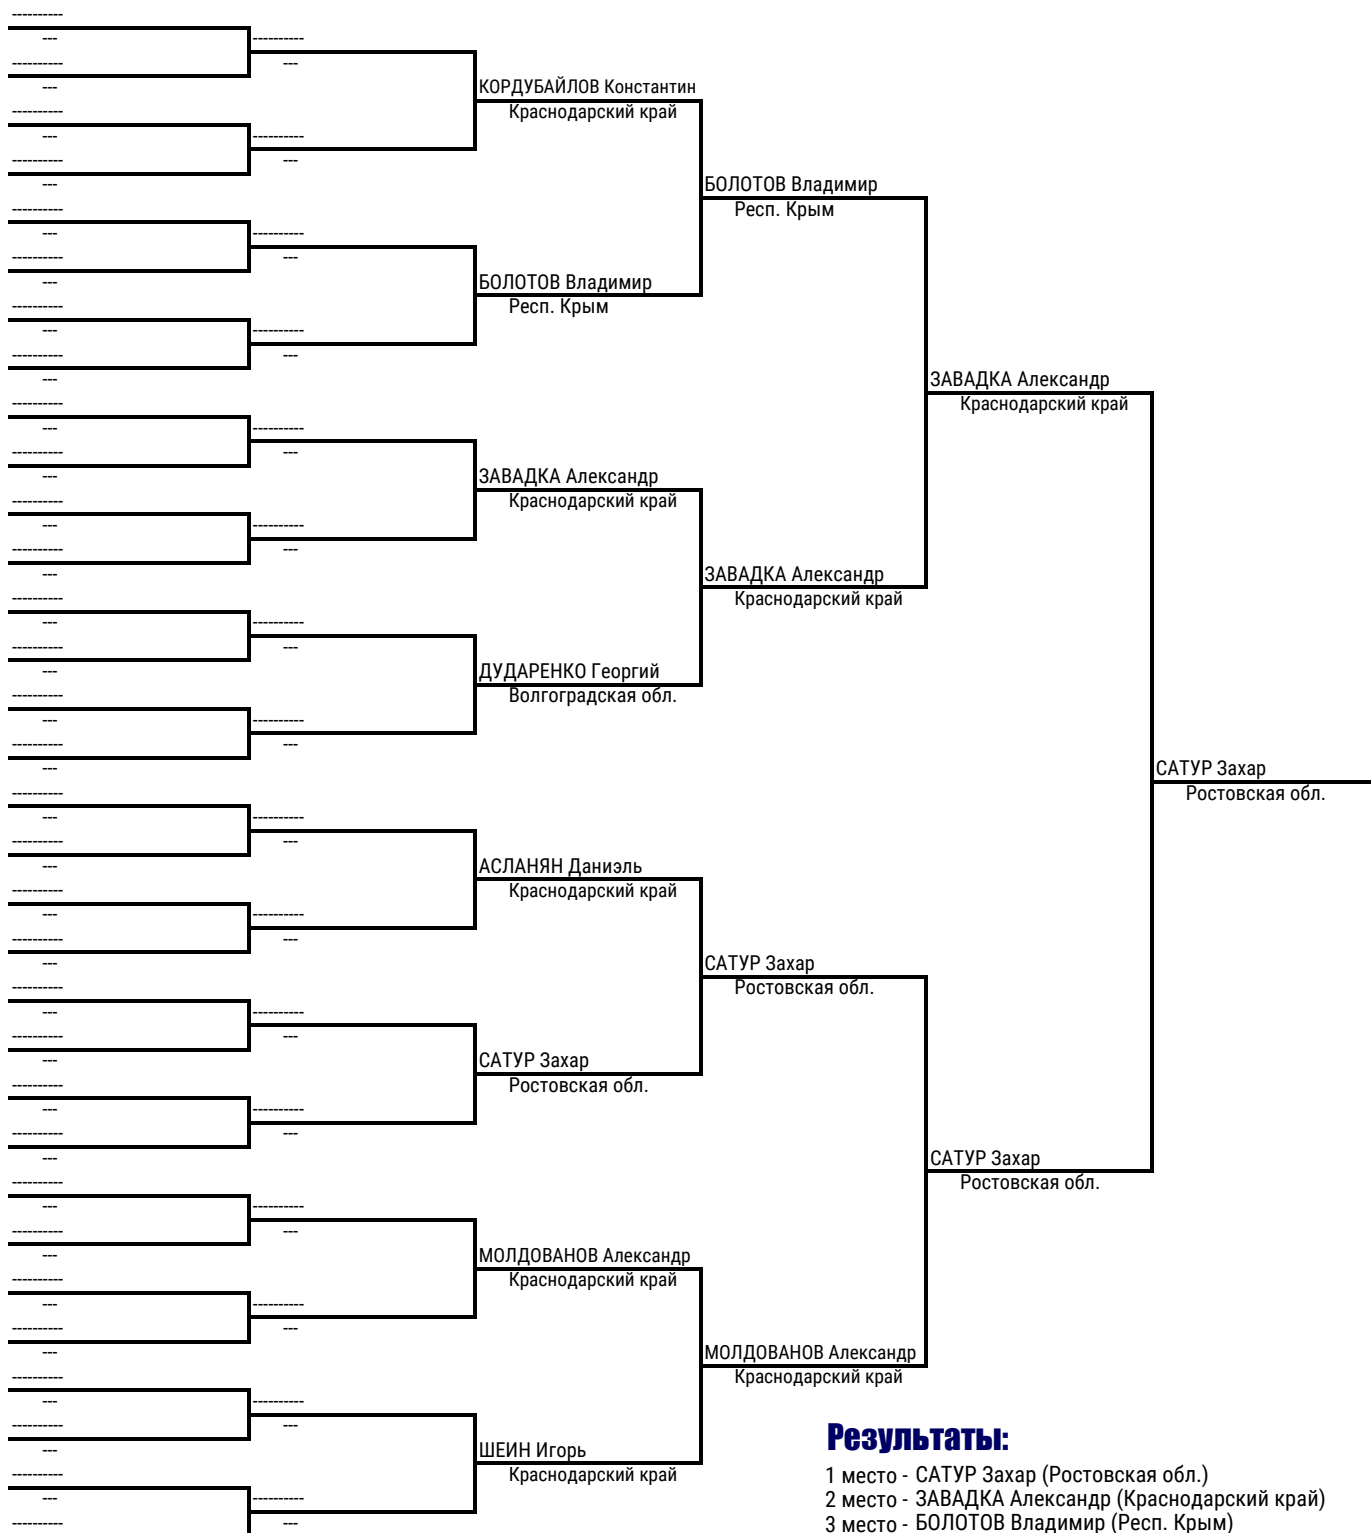 ----------
---
----------
---
----------
---
КОРДУБАЙЛОВ Константин
Краснодарский край
----------
---
----------
---
----------
---
БОЛОТОВ Владимир
Респ. Крым
----------
---
----------
---
----------
---
БОЛОТОВ Владимир
Респ. Крым
----------
---
----------
---
----------
---
ЗАВАДКА Александр
Краснодарский край
----------
---
----------
---
----------
---
ЗАВАДКА Александр
Краснодарский край
----------
---
----------
---
----------
---
ЗАВАДКА Александр
Краснодарский край
----------
---
----------
---
----------
---
ДУДАРЕНКО Георгий
Волгоградская обл.
----------
---
----------
---
----------
---
САТУР Захар
Ростовская обл.
----------
---
----------
---
----------
---
АСЛАНЯН Даниэль
Краснодарский край
----------
---
----------
---
----------
---
САТУР Захар
Ростовская обл.
----------
---
----------
---
----------
---
САТУР Захар
Ростовская обл.
----------
---
----------
---
----------
---
САТУР Захар
Ростовская обл.
----------
---
----------
---
----------
---
МОЛДОВАНОВ Александр
Краснодарский край
----------
---
----------
---
----------
---
МОЛДОВАНОВ Александр
Краснодарский край
----------
---
----------
---
----------
---
ШЕИН Игорь
Краснодарский край
----------
---
----------
---
----------
Результаты:
1 место - САТУР Захар (Ростовская обл.)
2 место - ЗАВАДКА Александр (Краснодарский край)
3 место - БОЛОТОВ Владимир (Респ. Крым)